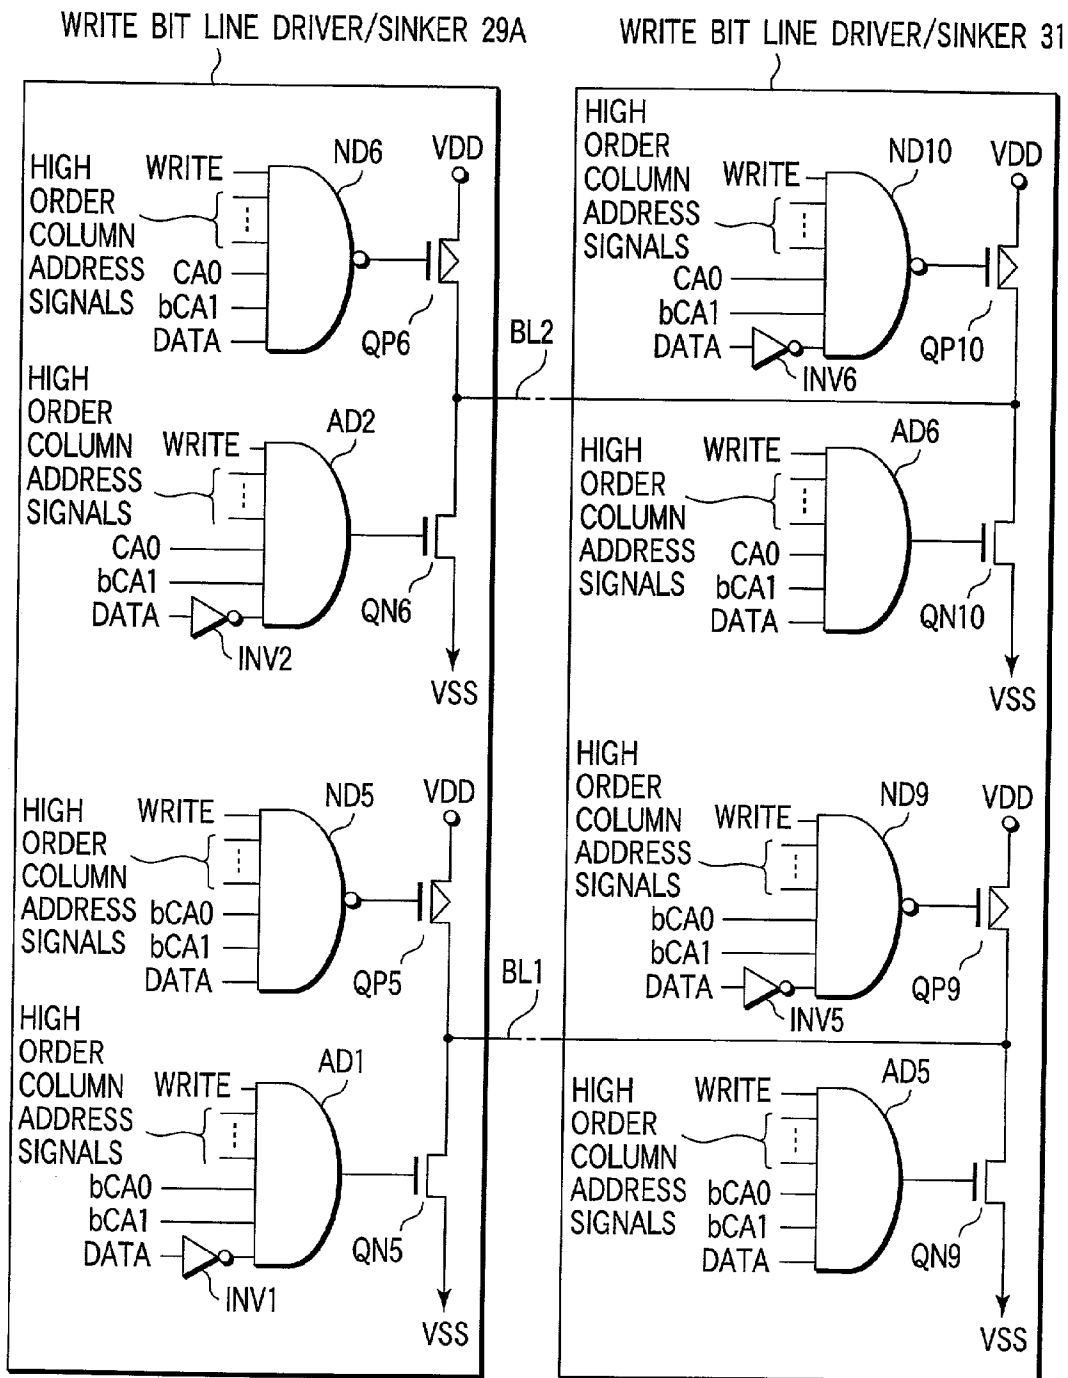 WRITE BIT LINE DRIVER/SINKER 29A
WRITE BIT LINE DRIVER/SINKER 31
HIGH
ORDER
COLUMN
ADDRESS
SIGNALS
WRITE
CA0
bCA1
DATA
ND6
VDD
QP6
BL2
HIGH
ORDER
COLUMN
ADDRESS
SIGNALS
WRITE
CA0
bCA1
DATA
INV2
AD2
QN6
VSS
HIGH
ORDER
COLUMN
ADDRESS
SIGNALS
WRITE
bCA0
bCA1
DATA
ND5
VDD
QP5
BL1
HIGH
ORDER
COLUMN
ADDRESS
SIGNALS
WRITE
bCA0
bCA1
DATA
INV1
AD1
QN5
VSS
HIGH
ORDER
COLUMN
ADDRESS
SIGNALS
WRITE
CA0
bCA1
DATA
INV6
ND10
VDD
QP10
HIGH
ORDER
COLUMN
ADDRESS
SIGNALS
WRITE
CA0
bCA1
DATA
AD6
QN10
VSS
HIGH
ORDER
COLUMN
ADDRESS
SIGNALS
WRITE
bCA0
bCA1
DATA
INV5
ND9
VDD
QP9
HIGH
ORDER
COLUMN
ADDRESS
SIGNALS
WRITE
bCA0
bCA1
DATA
AD5
QN9
VSS